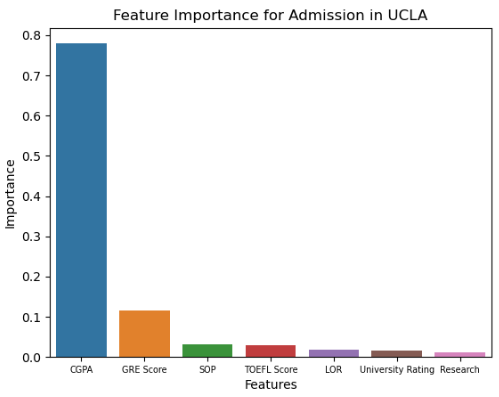 Feature Importance for Admission in UCLA
0.8
0.7
0.6
0.5
0.4
0.3
0.2
0.1
0.0
Importance
CGPA GRE Score SOP TOEFL Score LOR University Rating Research
Features